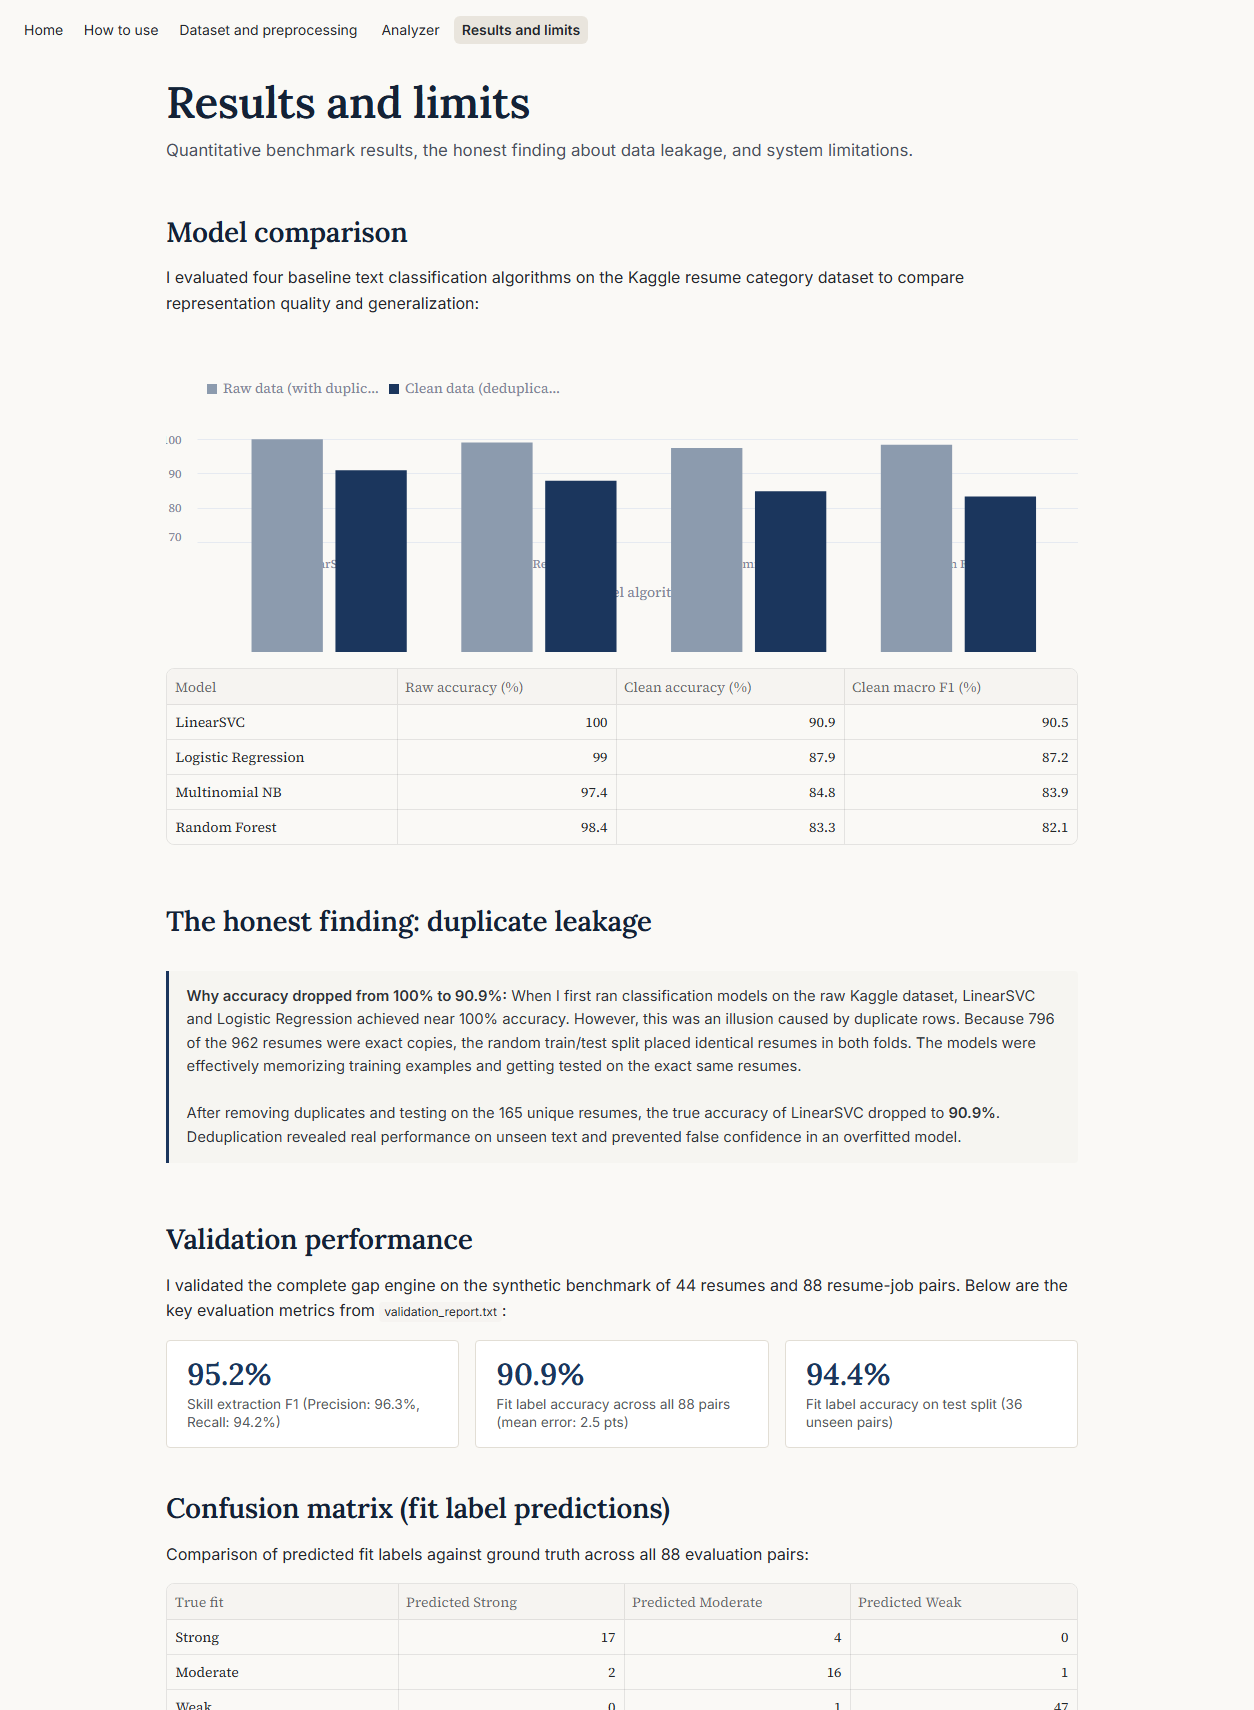 Home How to use Dataset and preprocessing Analyzer Results and limits
Results and limits
Quantitative benchmark results, the honest finding about data leakage, and system limitations.
Model comparison
I evaluated four baseline text classification algorithms on the Kaggle resume category dataset to compare
representation quality and generalization:
Raw data (with duplic... Clean data (deduplica...
.00
90
80
70
el algorit
Model Raw accuracy (%) Clean accuracy (%) Clean macro F1 (%)
LinearSVC 100 90.9 90.5
Logistic Regression 99 87.9 87.2
Multinomial NB 97.4 84.8 83.9
Random Forest 98.4 83.3 82.1
The honest finding: duplicate leakage
Why accuracy dropped from 100% to 90.9%: When I first ran classification models on the raw Kaggle dataset, LinearSVC
and Logistic Regression achieved near 100% accuracy. However, this was an illusion caused by duplicate rows. Because 796
of the 962 resumes were exact copies, the random train/test split placed identical resumes in both folds. The models were
effectively memorizing training examples and getting tested on the exact same resumes.
After removing duplicates and testing on the 165 unique resumes, the true accuracy of LinearSVC dropped to 90.9%.
Deduplication revealed real performance on unseen text and prevented false confidence in an overfitted model.
Validation performance
I validated the complete gap engine on the synthetic benchmark of 44 resumes and 88 resume-job pairs. Below are the
key evaluation metrics from validation_report.txt :
95.2%
Skill extraction F1 (Precision: 96.3%,
Recall: 94.2%)
90.9%
Fit label accuracy across all 88 pairs
(mean error: 2.5 pts)
94.4%
Fit label accuracy on test split (36
unseen pairs)
Confusion matrix (fit label predictions)
Comparison of predicted fit labels against ground truth across all 88 evaluation pairs:
True fit Predicted Strong Predicted Moderate Predicted Weak
Strong 17 4 0
Moderate 2 16 1
Weak 0 1 47